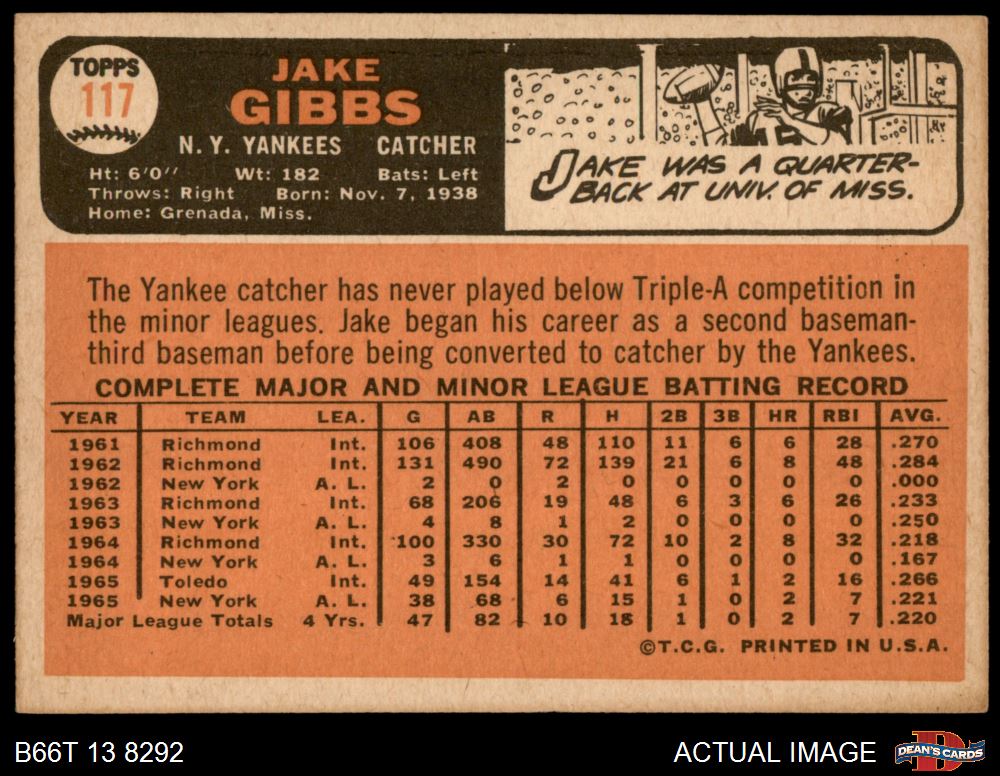 TOPPS
117
JAKE
GIBBS
N.Y. YANKEES CATCHER
Ht: 6'0'' Wt: 182 Bats: Left
Throws: Right Born: Nov. 7, 1938
Home: Grenada, Miss.
JAKE WAS A QUARTER-
BACK AT UNIV. OF MISS.
The Yankee catcher has never played below Triple-A competition in
the minor leagues. Jake began his career as a second baseman-
third baseman before being converted to catcher by the Yankees.
COMPLETE MAJOR AND MINOR LEAGUE BATTING RECORD
YEAR TEAM LEA. G AB R H 2B 3B HR RBI AVG.
1961 Richmond Int. 106 408 48 110 11 6 6 28 .270
1962 Richmond Int. 131 490 72 139 21 6 8 48 .284
1962 New York A. L. 2 0 2 0 0 0 0 0 .000
1963 Richmond Int. 68 206 19 48 6 3 6 26 .233
1963 New York A. L. 4 8 1 2 0 0 0 0 .250
1964 Richmond Int. 100 330 30 72 10 2 8 32 .218
1964 New York A. L. 3 6 1 1 0 0 0 0 .167
1965 Toledo Int. 49 154 14 41 6 1 2 16 .266
1965 New York A. L. 38 68 6 15 1 0 2 7 .221
Major League Totals 4 Yrs. 47 82 10 18 1 0 2 7 .220
©T.C.G. PRINTED IN U.S.A.
B66T 13 8292 ACTUAL IMAGE DEAN'S CARDS